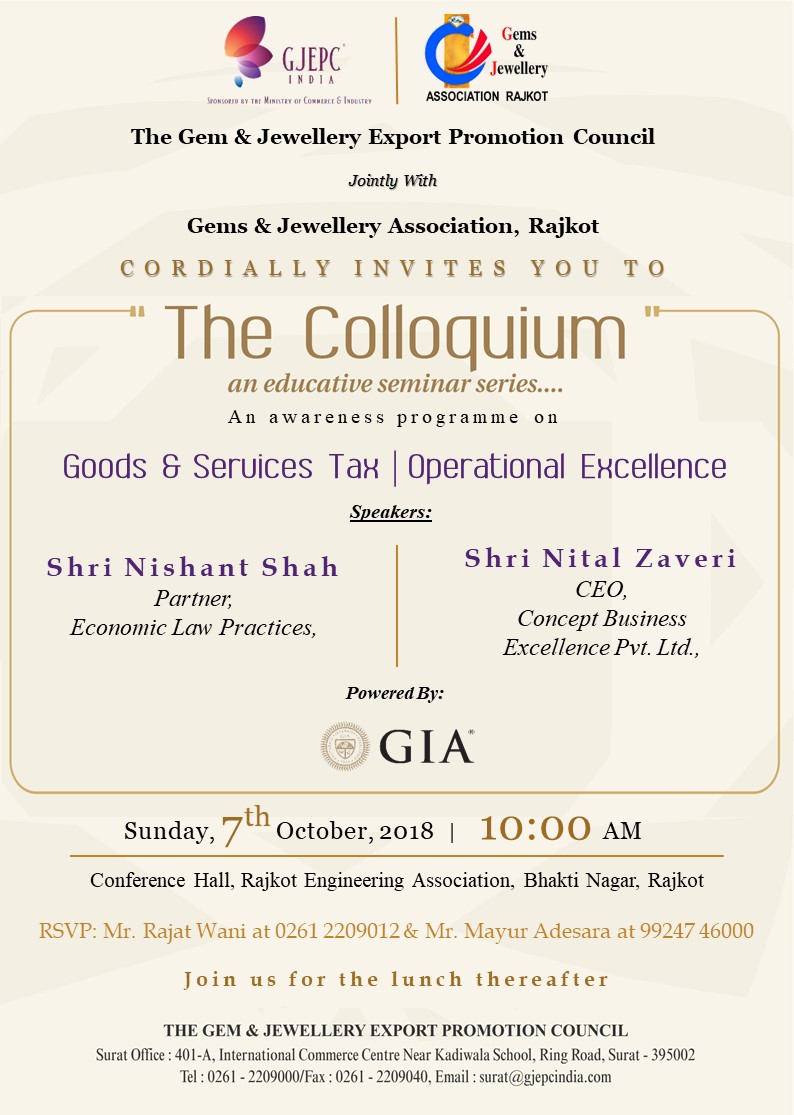 GJEPC
INDIA
SPONSORED BY THE MINISTRY OF COMMERCE & INDUSTRY
Gems
&
Jewellery
ASSOCIATION RAJKOT
The Gem & Jewellery Export Promotion Council
Jointly With
Gems & Jewellery Association, Rajkot
CORDIALLY INVITES YOU TO
" The Colloquium "
an educative seminar series....
An awareness programme on
Goods & Services Tax | Operational Excellence
Speakers:
Shri Nishant Shah
Partner,
Economic Law Practices,
Shri Nital Zaveri
CEO,
Concept Business
Excellence Pvt. Ltd.,
Powered By:
GIA®
Sunday, 7th October, 2018 | 10:00 AM
Conference Hall, Rajkot Engineering Association, Bhakti Nagar, Rajkot
RSVP: Mr. Rajat Wani at 0261 2209012 & Mr. Mayur Adesara at 99247 46000
Join us for the lunch thereafter
THE GEM & JEWELLERY EXPORT PROMOTION COUNCIL
Surat Office : 401-A, International Commerce Centre Near Kadiwala School, Ring Road, Surat - 395002
Tel : 0261 - 2209000/Fax : 0261 - 2209040, Email : surat@gjepcindia.com